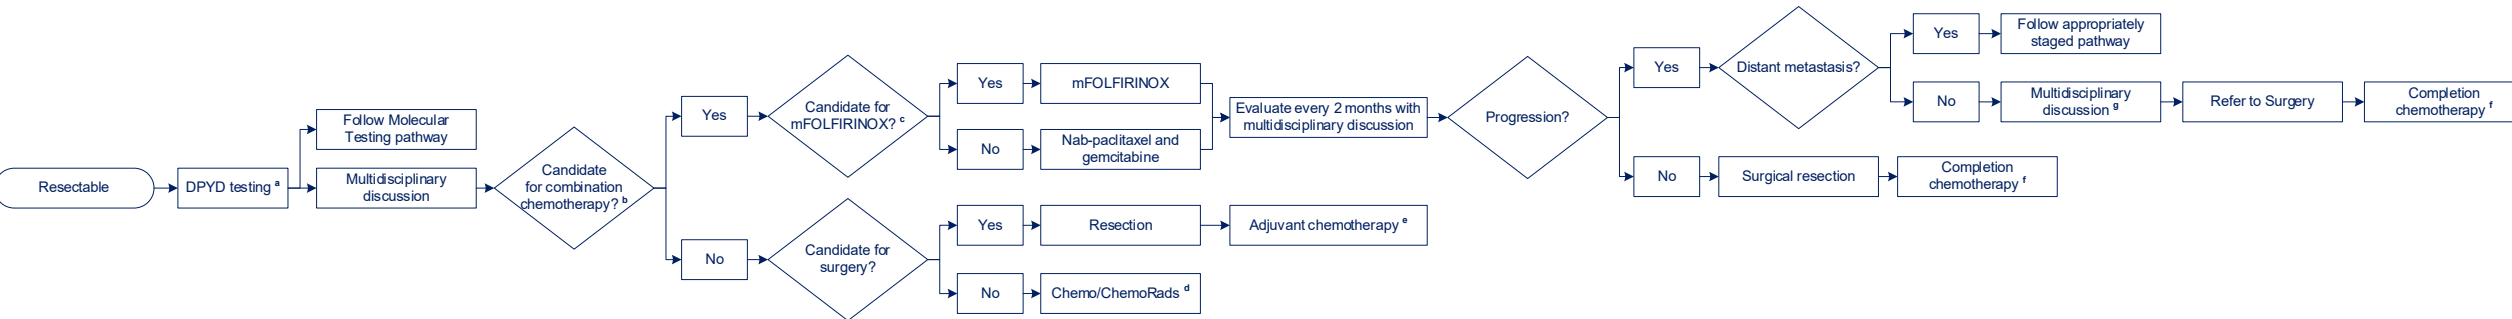 Resectable
DPYD testing a
Follow Molecular
Testing pathway
Multidisciplinary
discussion
Candidate
for combination
chemotherapy? b
Yes
Candidate for
mFOLFIRINOX? c
Yes
mFOLFIRINOX
No
Nab-paclitaxel and
gemcitabine
Evaluate every 2 months with
multidisciplinary discussion
Progression?
Yes
Distant metastasis?
Yes
Follow appropriately
staged pathway
No
Multidisciplinary
discussion g
Refer to Surgery
Completion
chemotherapy f
No
Surgical resection
Completion
chemotherapy f
No
Candidate for
surgery?
Yes
Resection
Adjuvant chemotherapy e
No
Chemo/ChemoRads d